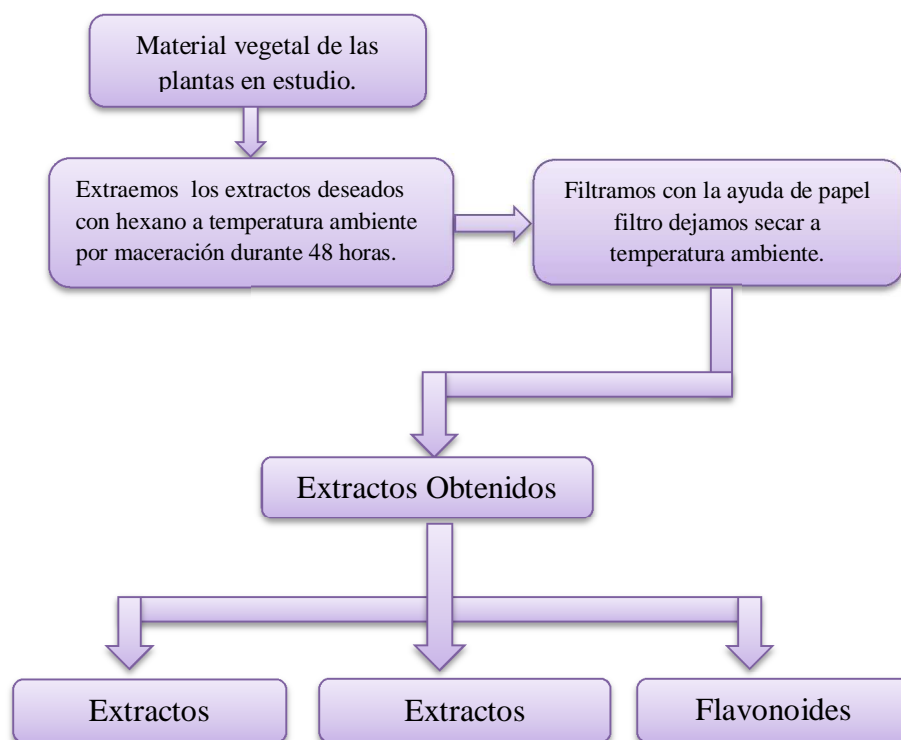 Material vegetal de las
plantas en estudio.
Extraemos los extractos deseados
con hexano a temperatura ambiente
por maceración durante 48 horas.
Filtramos con la ayuda de papel
filtro dejamos secar a
temperatura ambiente.
Extractos Obtenidos
Extractos
Extractos
Flavonoides